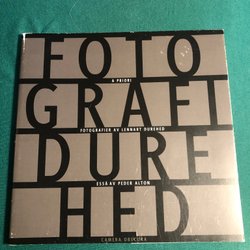 FOTO
A PRIORI
GRAFI
FOTOGRAFIER AV LENNART DUREHED
DURE
ESSÄ AV PEDER ALTON
HED
CAMERA OBSCURA